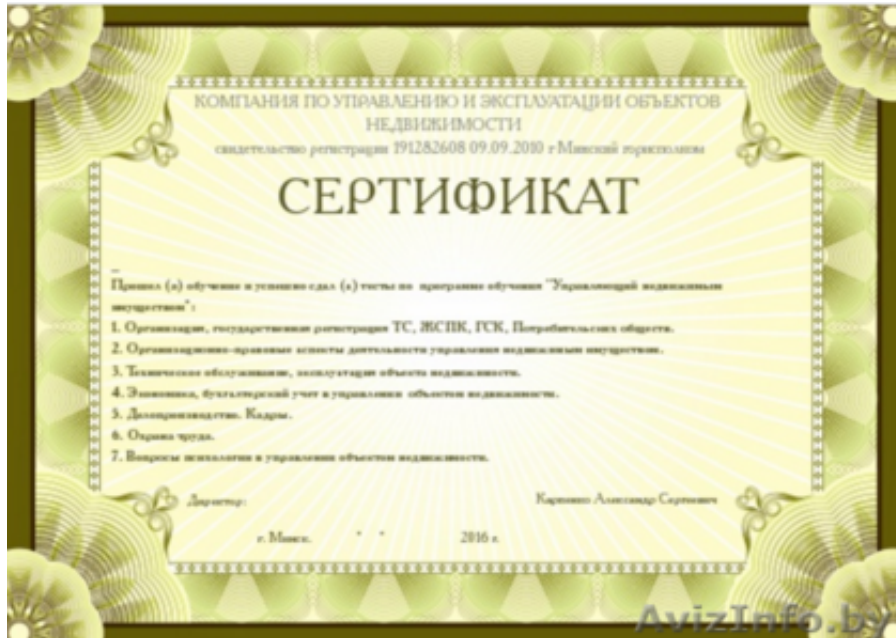 КОМПАНИЯ ПО УПРАВЛЕНИЮ И ЭКСПЛУАТАЦИИ ОБЪЕКТОВ
НЕДВИЖИМОСТИ
свидетельство регистрации 191282608 09.09.2010 г Минский горисполком
СЕРТИФИКАТ
Прошел (а) обучение и успешно сдал (а) тесты по программе обучения "Управляющий недвижимым
имуществом" :
1. Организация, государственная регистрация ТС, ЖСПК, ГСК, Потребительских обществ.
2. Организационно-правовые аспекты деятельности управления недвижимым имуществом.
3. Техническое обслуживание, эксплуатация объекта недвижимости.
4. Экономика, бухгалтерский учет в управлении объектом недвижимости.
5. Делопроизводство. Кадры.
6. Охрана труда.
7. Вопросы психологии в управлении объектом недвижимости.
Директор: Карпенко Александр Сергеевич
г. Минск. " " 2016 г.
AvizInfo.by